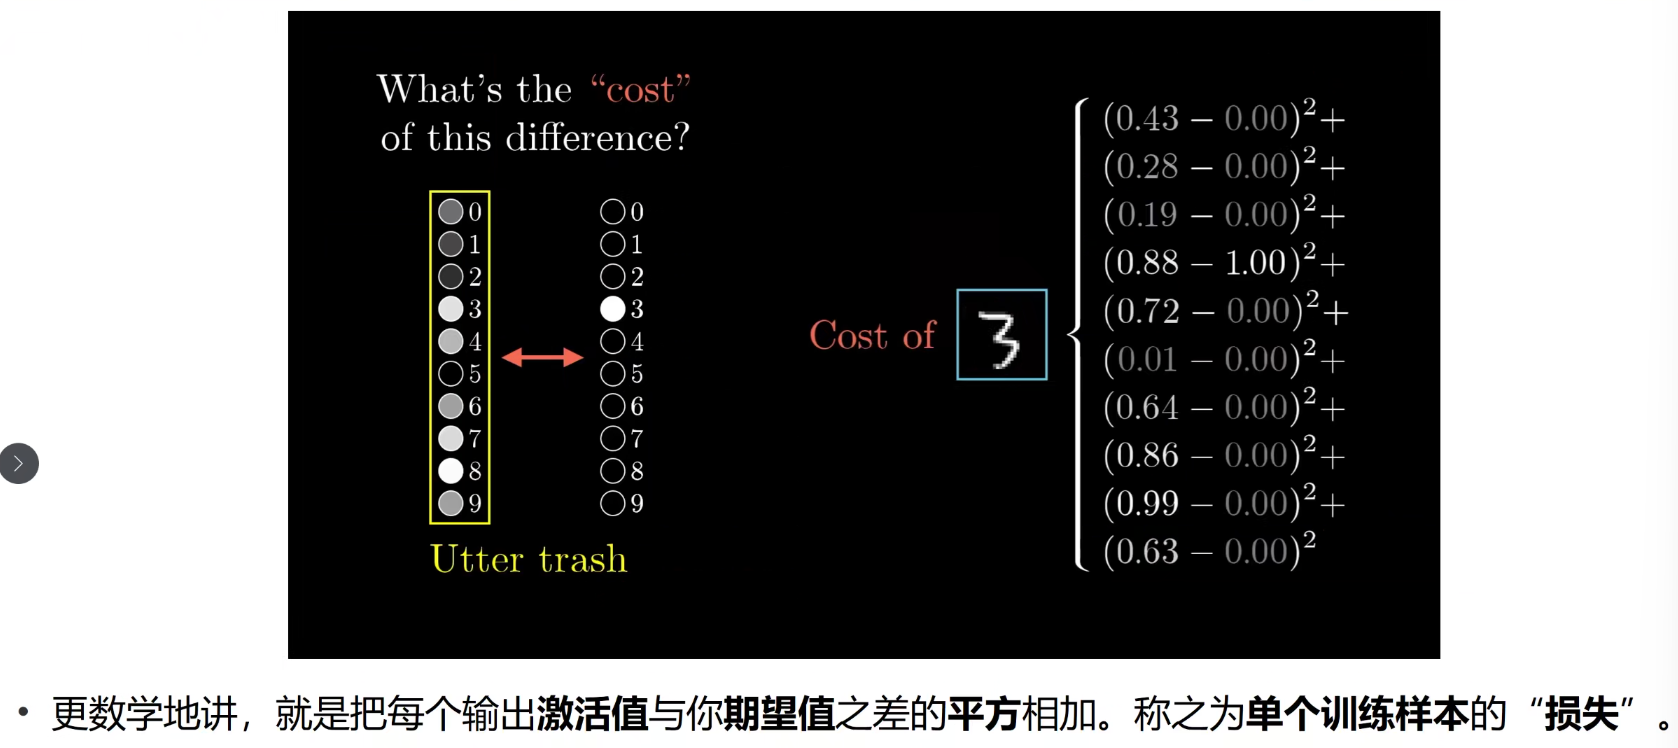 What's the “cost”
of this difference?
0 0
1 1
2 2
3 3
4 4
5 5
6 6
7 7
8 8
9 9
Utter trash
Cost of 3
(0.43 − 0.00)²+
(0.28 − 0.00)²+
(0.19 − 0.00)²+
(0.88 − 1.00)²+
(0.72 − 0.00)²+
(0.01 − 0.00)²+
(0.64 − 0.00)²+
(0.86 − 0.00)²+
(0.99 − 0.00)²+
(0.63 − 0.00)²
• 更数学地讲，就是把每个输出激活值与你期望值之差的平方相加。称之为单个训练样本的“损失”。